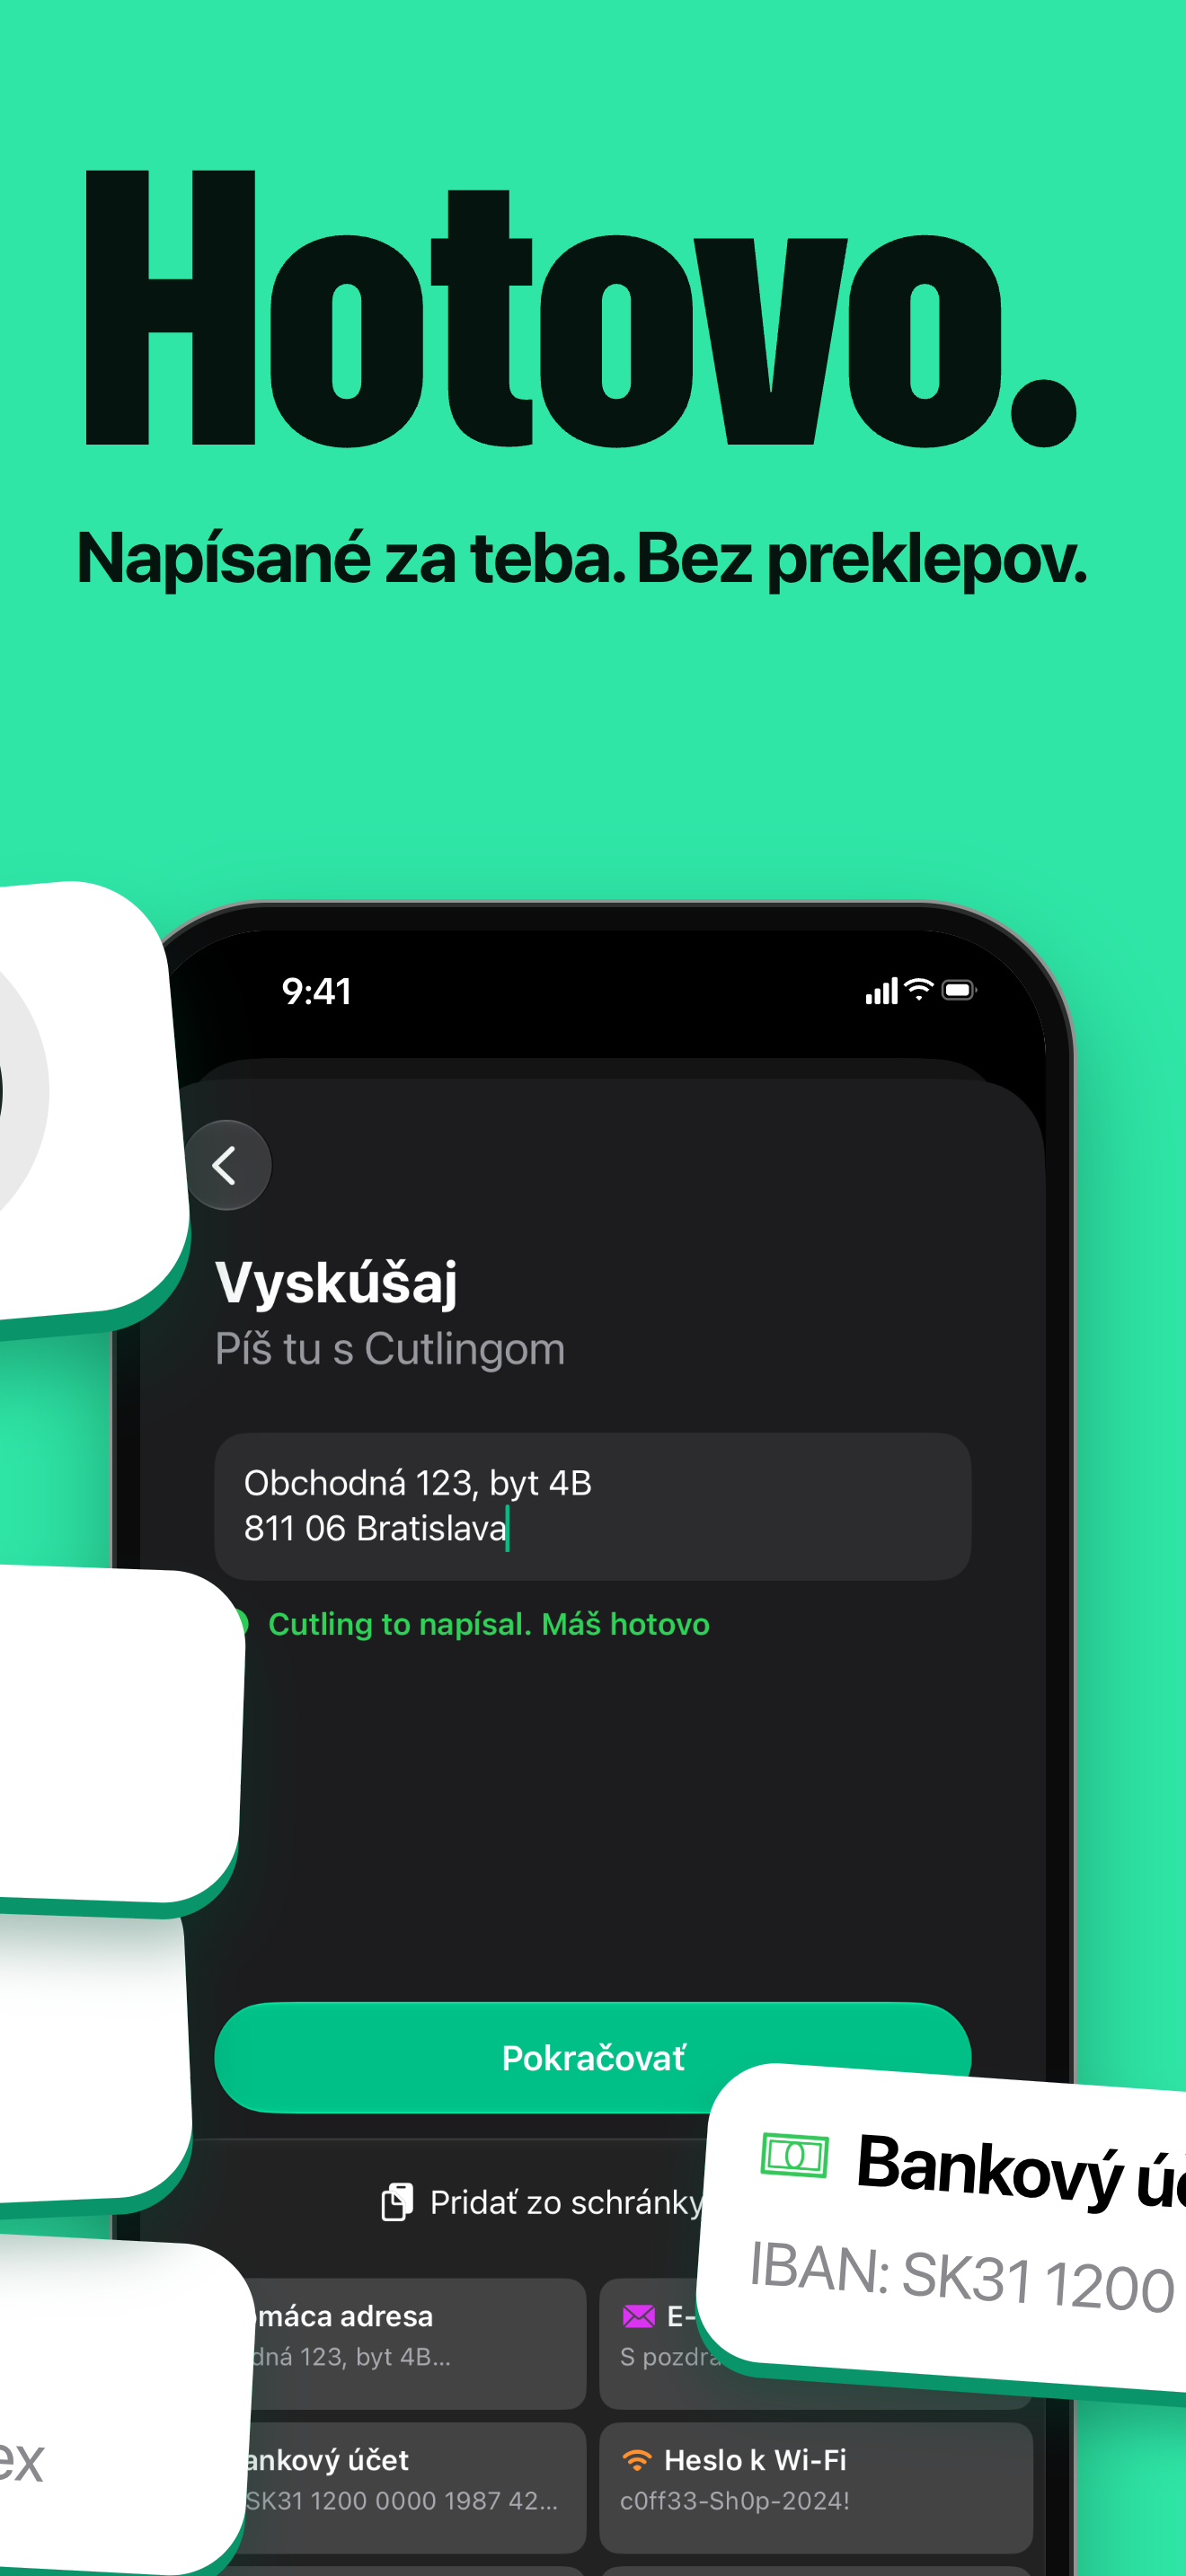 Hotovo.
Napísané za teba. Bez preklepov.
9:41
Vyskúšaj
Píš tu s Cutlingom
Obchodná 123, byt 4B
811 06 Bratislava
Cutling to napísal. Máš hotovo
Pokračovať
Bankový úč
IBAN: SK31 1200
Pridať zo schránky
omáca adresa
dná 123, byt 4B...
E-
S pozdra
ex
ankový účet
SK31 1200 0000 1987 42...
Heslo k Wi-Fi
c0ff33-Sh0p-2024!